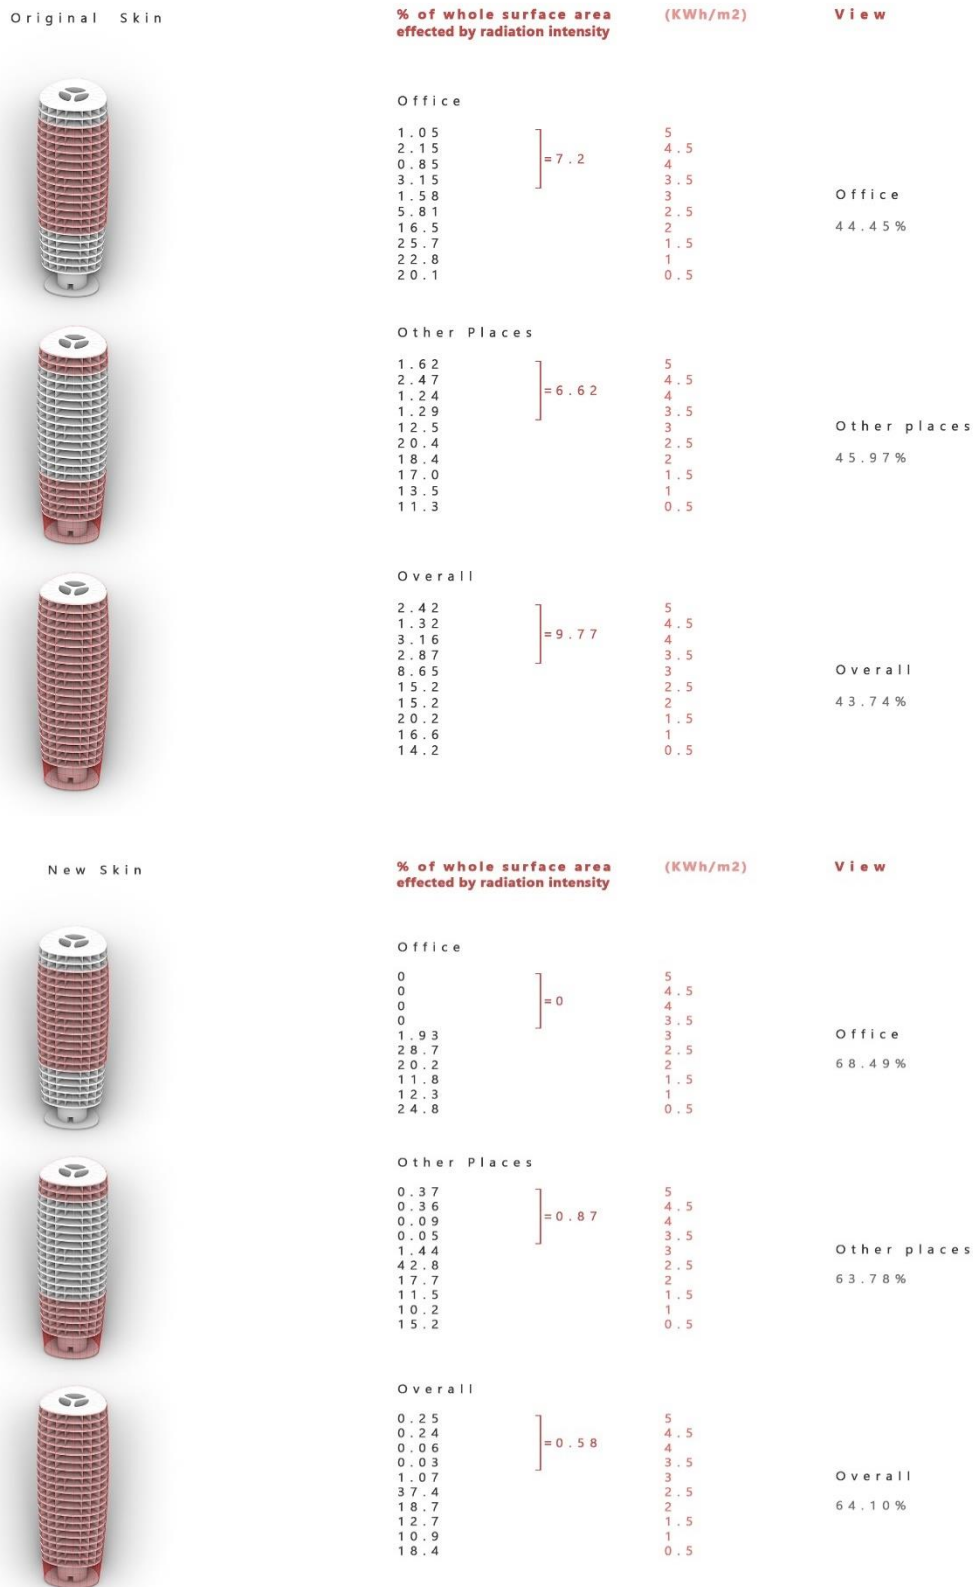 Original Skin
% of whole surface area (KWh/m2) View
effected by radiation intensity
Office
1.05 5
2.15 4.5
0.85 =7.2 4
3.15 3.5
1.58 3
5.81 2.5
16.5 2
25.7 1.5
22.8 1
20.1 0.5
Office
44.45%
Other Places
1.62 5
2.47 4.5
1.24 =6.62 4
1.29 3.5
12.5 3
20.4 2.5
18.4 2
17.0 1.5
13.5 1
11.3 0.5
Other places
45.97%
Overall
2.42 5
1.32 4.5
3.16 =9.77 4
2.87 3.5
8.65 3
15.2 2.5
15.2 2
20.2 1.5
16.6 1
14.2 0.5
Overall
43.74%
New Skin
% of whole surface area (KWh/m2) View
effected by radiation intensity
Office
0 5
0 4.5
0 =0 4
0 3.5
1.93 3
28.7 2.5
20.2 2
11.8 1.5
12.3 1
24.8 0.5
Office
68.49%
Other Places
0.37 5
0.36 4.5
0.09 =0.87 4
0.05 3.5
1.44 3
42.8 2.5
17.7 2
11.5 1.5
10.2 1
15.2 0.5
Other places
63.78%
Overall
0.25 5
0.24 4.5
0.06 =0.58 4
0.03 3.5
1.07 3
37.4 2.5
18.7 2
12.7 1.5
10.9 1
18.4 0.5
Overall
64.10%